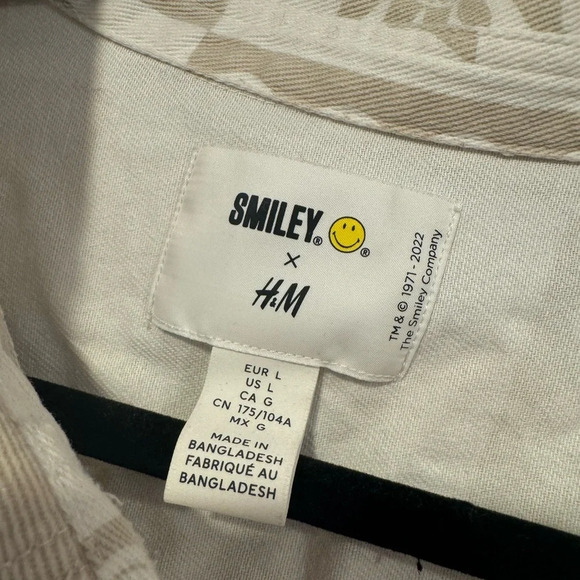 SMILEY® ®
×
H&M
TM & © 1971 - 2022
The Smiley Company
EUR L
US L
CA G
CN 175/104A
MX G
MADE IN
BANGLADESH
FABRIQUÉ AU
BANGLADESH